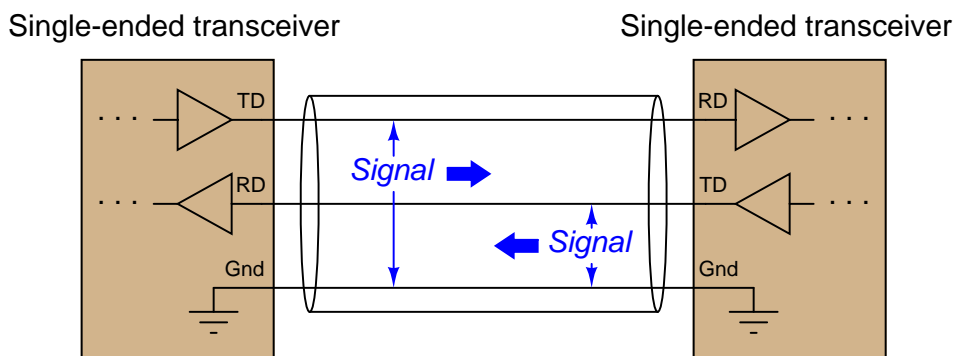 Single-ended transceiver
Single-ended transceiver
TD
RD
. . .
. . .
Signal
RD
TD
. . .
. . .
Signal
Gnd
Gnd